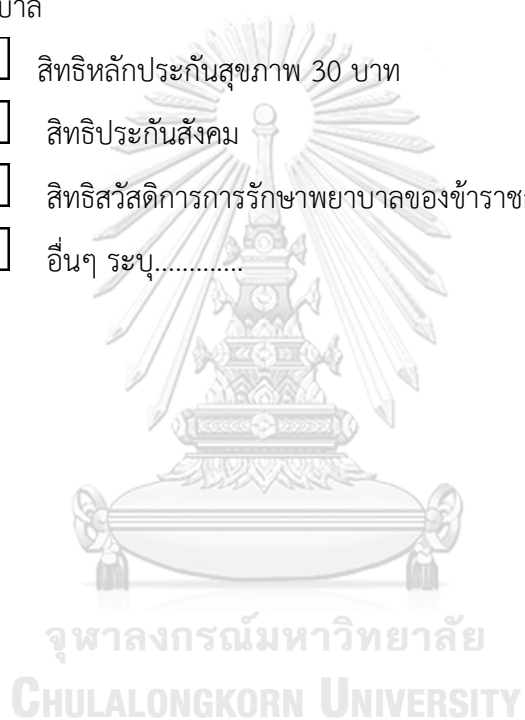 บาล
สิทธิหลักประกันสุขภาพ 30 บาท
สิทธิประกันสังคม
สิทธิสวัสดิการการรักษาพยาบาลของข้าราช
อื่นๆ ระบุ.............
จุฬาลงกรณ์มหาวิทยาลัย
CHULALONGKORN UNIVERSITY